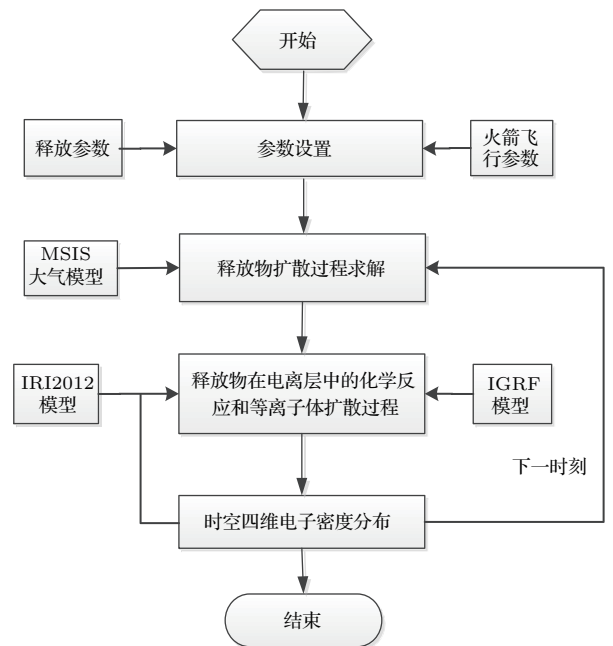 开始
释放参数
参数设置
火箭飞
行参数
MSIS
大气模型
释放物扩散过程求解
IRI2012
模型
释放物在电离层中的化学反
应和等离子体扩散过程
IGRF
模型
下一时刻
时空四维电子密度分布
结束